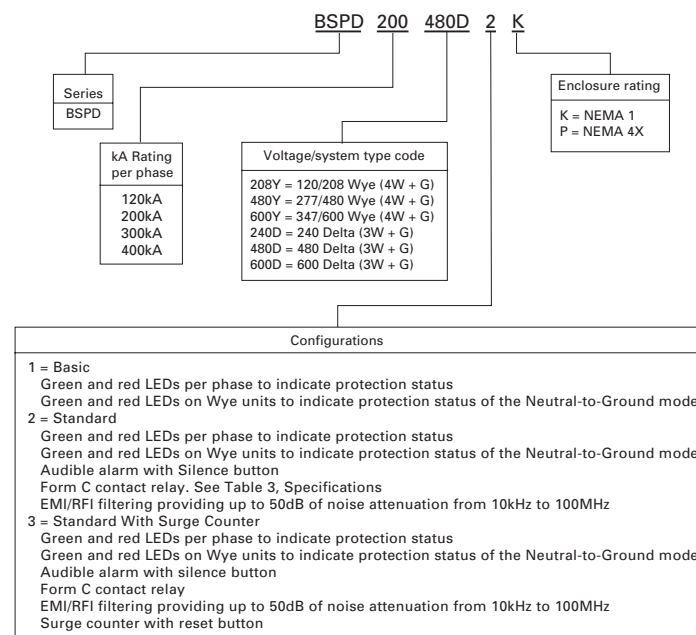 BSPD 200 480D 2 K
Series
BSPD
kA Rating
per phase
120kA
200kA
300kA
400kA
Voltage/system type code
208Y = 120/208 Wye (4W + G)
480Y = 277/480 Wye (4W + G)
600Y = 347/600 Wye (4W + G)
240D = 240 Delta (3W + G)
480D = 480 Delta (3W + G)
600D = 600 Delta (3W + G)
Enclosure rating
K = NEMA 1
P = NEMA 4X
Configurations
1 = Basic
Green and red LEDs per phase to indicate protection status
Green and red LEDs on Wye units to indicate protection status of the Neutral-to-Ground mode
2 = Standard
Green and red LEDs per phase to indicate protection status
Green and red LEDs on Wye units to indicate protection status of the Neutral-to-Ground mode
Audible alarm with Silence button
Form C contact relay. See Table 3, Specifications
EMI/RFI filtering providing up to 50dB of noise attenuation from 10kHz to 100MHz
3 = Standard With Surge Counter
Green and red LEDs per phase to indicate protection status
Green and red LEDs on Wye units to indicate protection status of the Neutral-to-Ground mode
Audible alarm with silence button
Form C contact relay
EMI/RFI filtering providing up to 50dB of noise attenuation from 10kHz to 100MHz
Surge counter with reset button